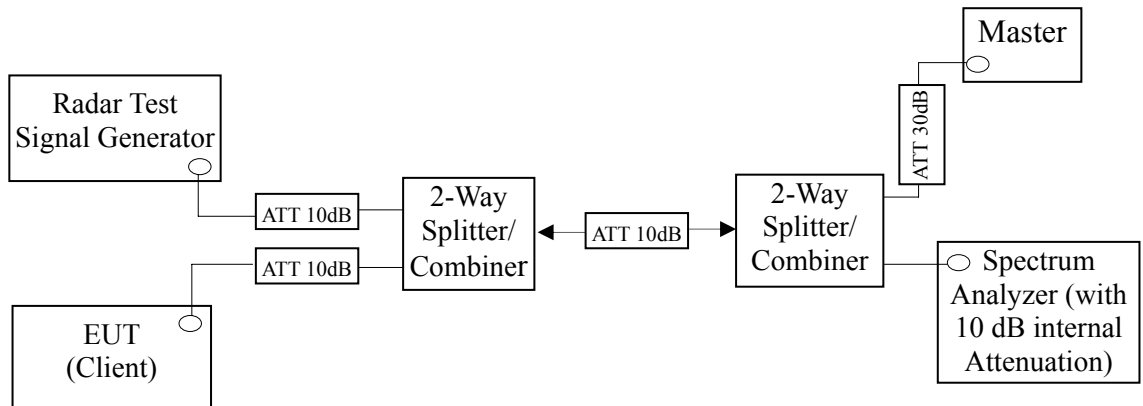 Master
ATT 30dB
Radar Test
Signal Generator
ATT 10dB
2-Way
Splitter/
Combiner
ATT 10dB
2-Way
Splitter/
Combiner
ATT 10dB
EUT
(Client)
Spectrum
Analyzer (with
10 dB internal
Attenuation)